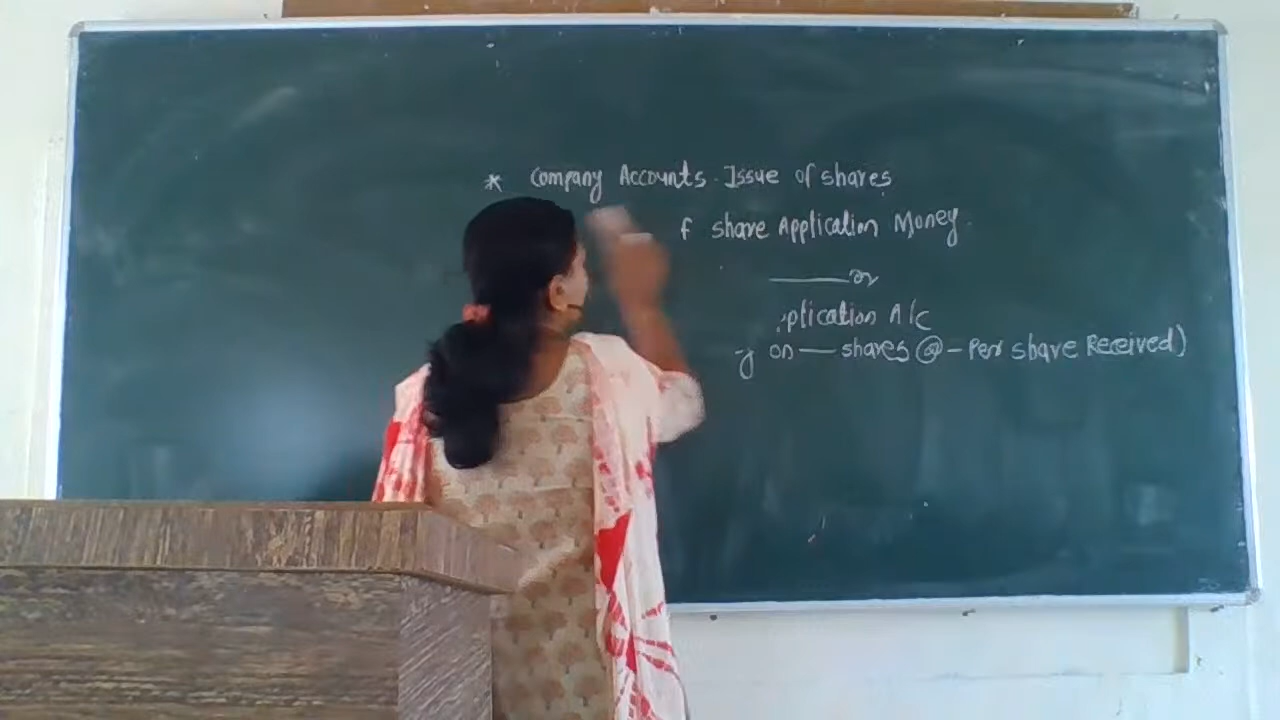 * Company Accounts. Issue of shares
f share Application Money
———or
plication A/c
y on — shares @ - Per share Received)